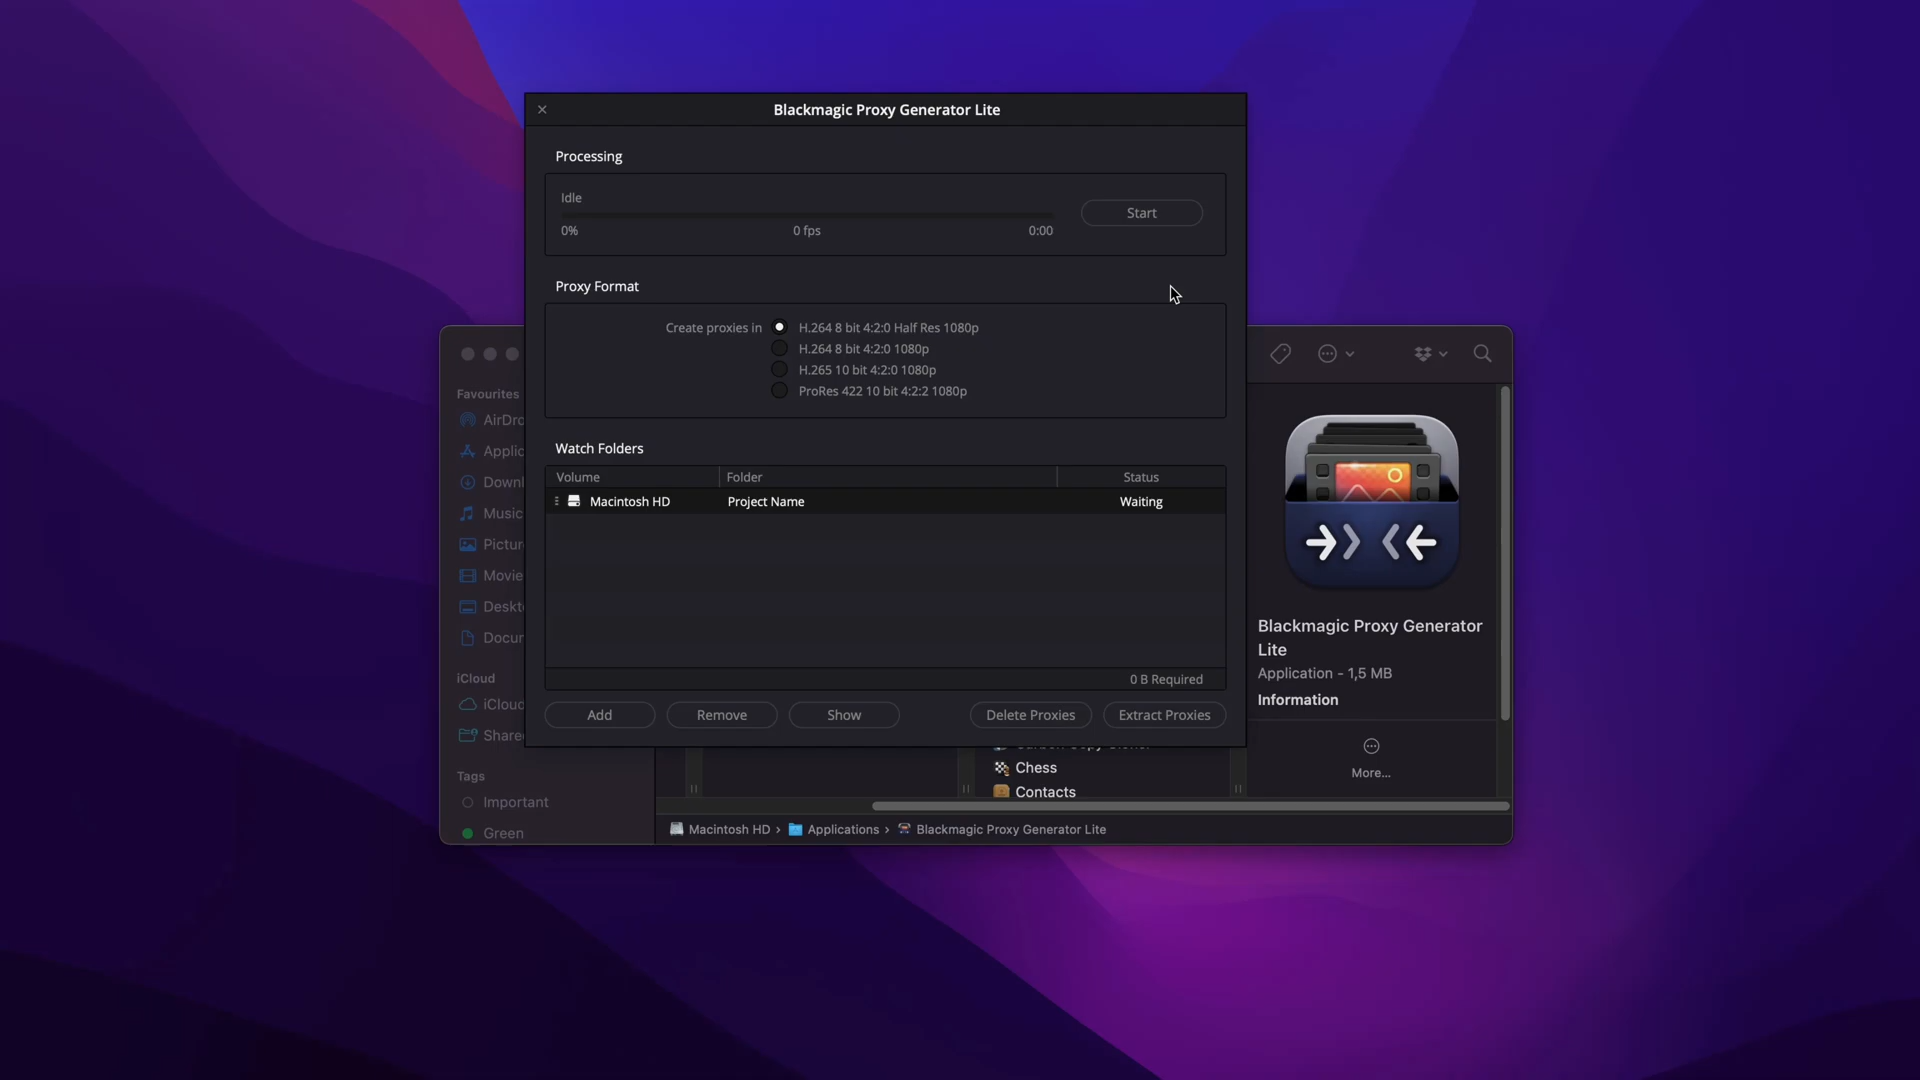 Blackmagic Proxy Generator Lite
Processing
Idle
Start
0% 0 fps 0:00
Proxy Format
Create proxies in H.264 8 bit 4:2:0 Half Res 1080p
H.264 8 bit 4:2:0 1080p
H.265 10 bit 4:2:0 1080p
ProRes 422 10 bit 4:2:2 1080p
Watch Folders
Volume Folder Status
Macintosh HD Project Name Waiting
0 B Required
Add Remove Show Delete Proxies Extract Proxies
Favourites
AirDro
Applic
Downl
Music
Pictur
Movie
Deskt
Docur
iCloud
iCloud
Share
Tags
Important
Green
Chess
Contacts
Blackmagic Proxy Generator
Lite
Application - 1,5 MB
Information
More...
Macintosh HD › Applications › Blackmagic Proxy Generator Lite